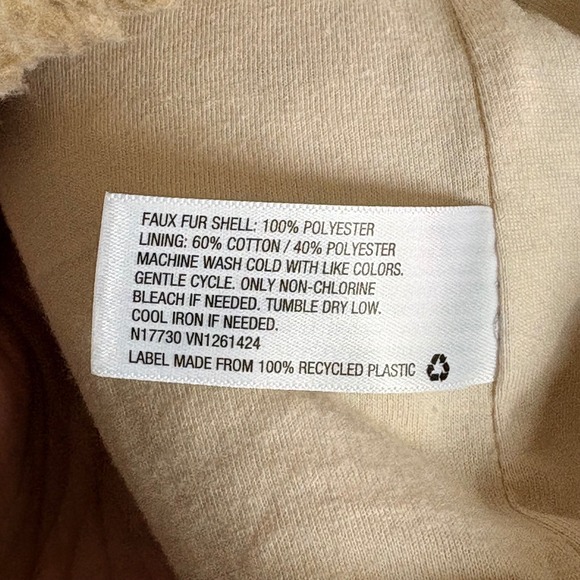 FAUX FUR SHELL: 100% POLYESTER
LINING: 60% COTTON / 40% POLYESTER
MACHINE WASH COLD WITH LIKE COLORS.
GENTLE CYCLE. ONLY NON-CHLORINE
BLEACH IF NEEDED. TUMBLE DRY LOW.
COOL IRON IF NEEDED.
N17730 VN1261424
LABEL MADE FROM 100% RECYCLED PLASTIC